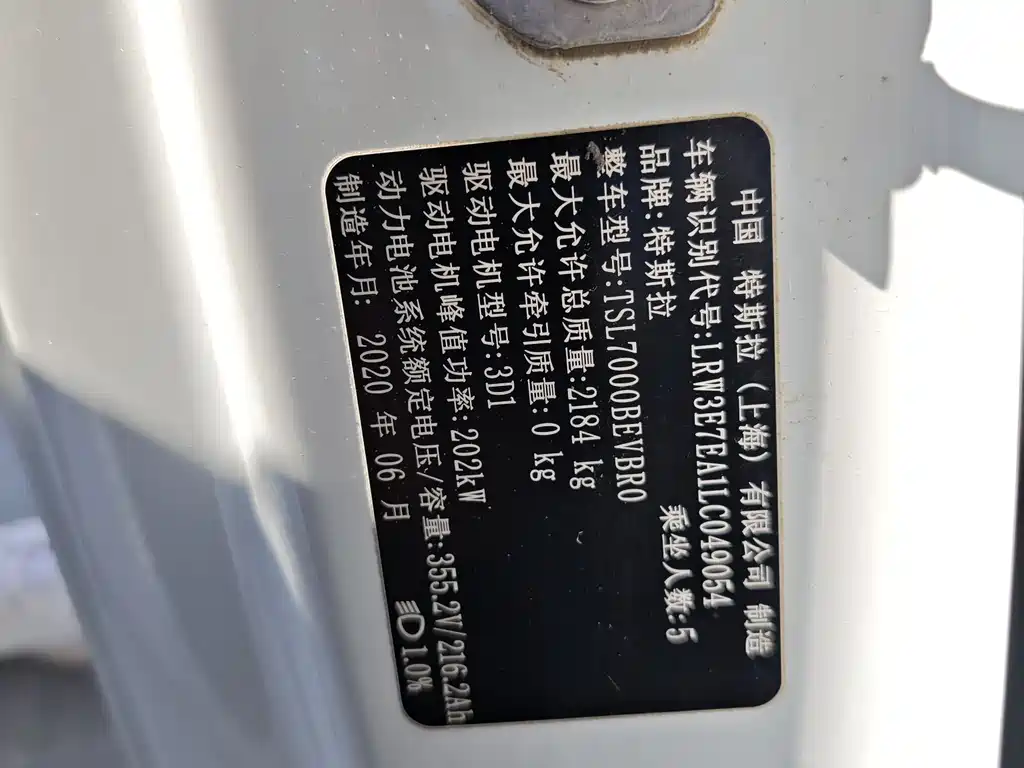 中国 特斯拉（上海）有限公司 制造
车辆识别代号:LRW3E7EA1LC049054
品牌:特斯拉 乘坐人数:5
整车型号:TSL7000BEVBR0
最大允许总质量:2184 kg
最大允许牵引质量:0 kg
驱动电机型号:3D1
驱动电机峰值功率:202kW
动力电池系统额定电压/容量:355.2V/216.2Ah
制造年月: 2020 年 06 月 1.0%